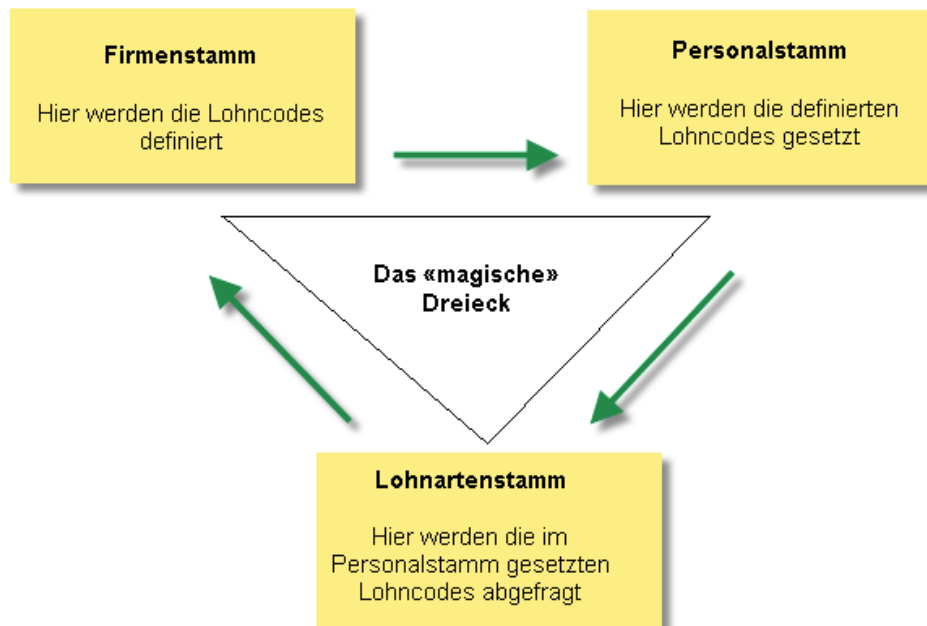 Firmenstamm
Hier werden die Lohncodes
definiert
Personalstamm
Hier werden die definierten
Lohncodes gesetzt
Das «magische»
Dreieck
Lohnartenstamm
Hier werden die im
Personalstamm gesetzten
Lohncodes abgefragt